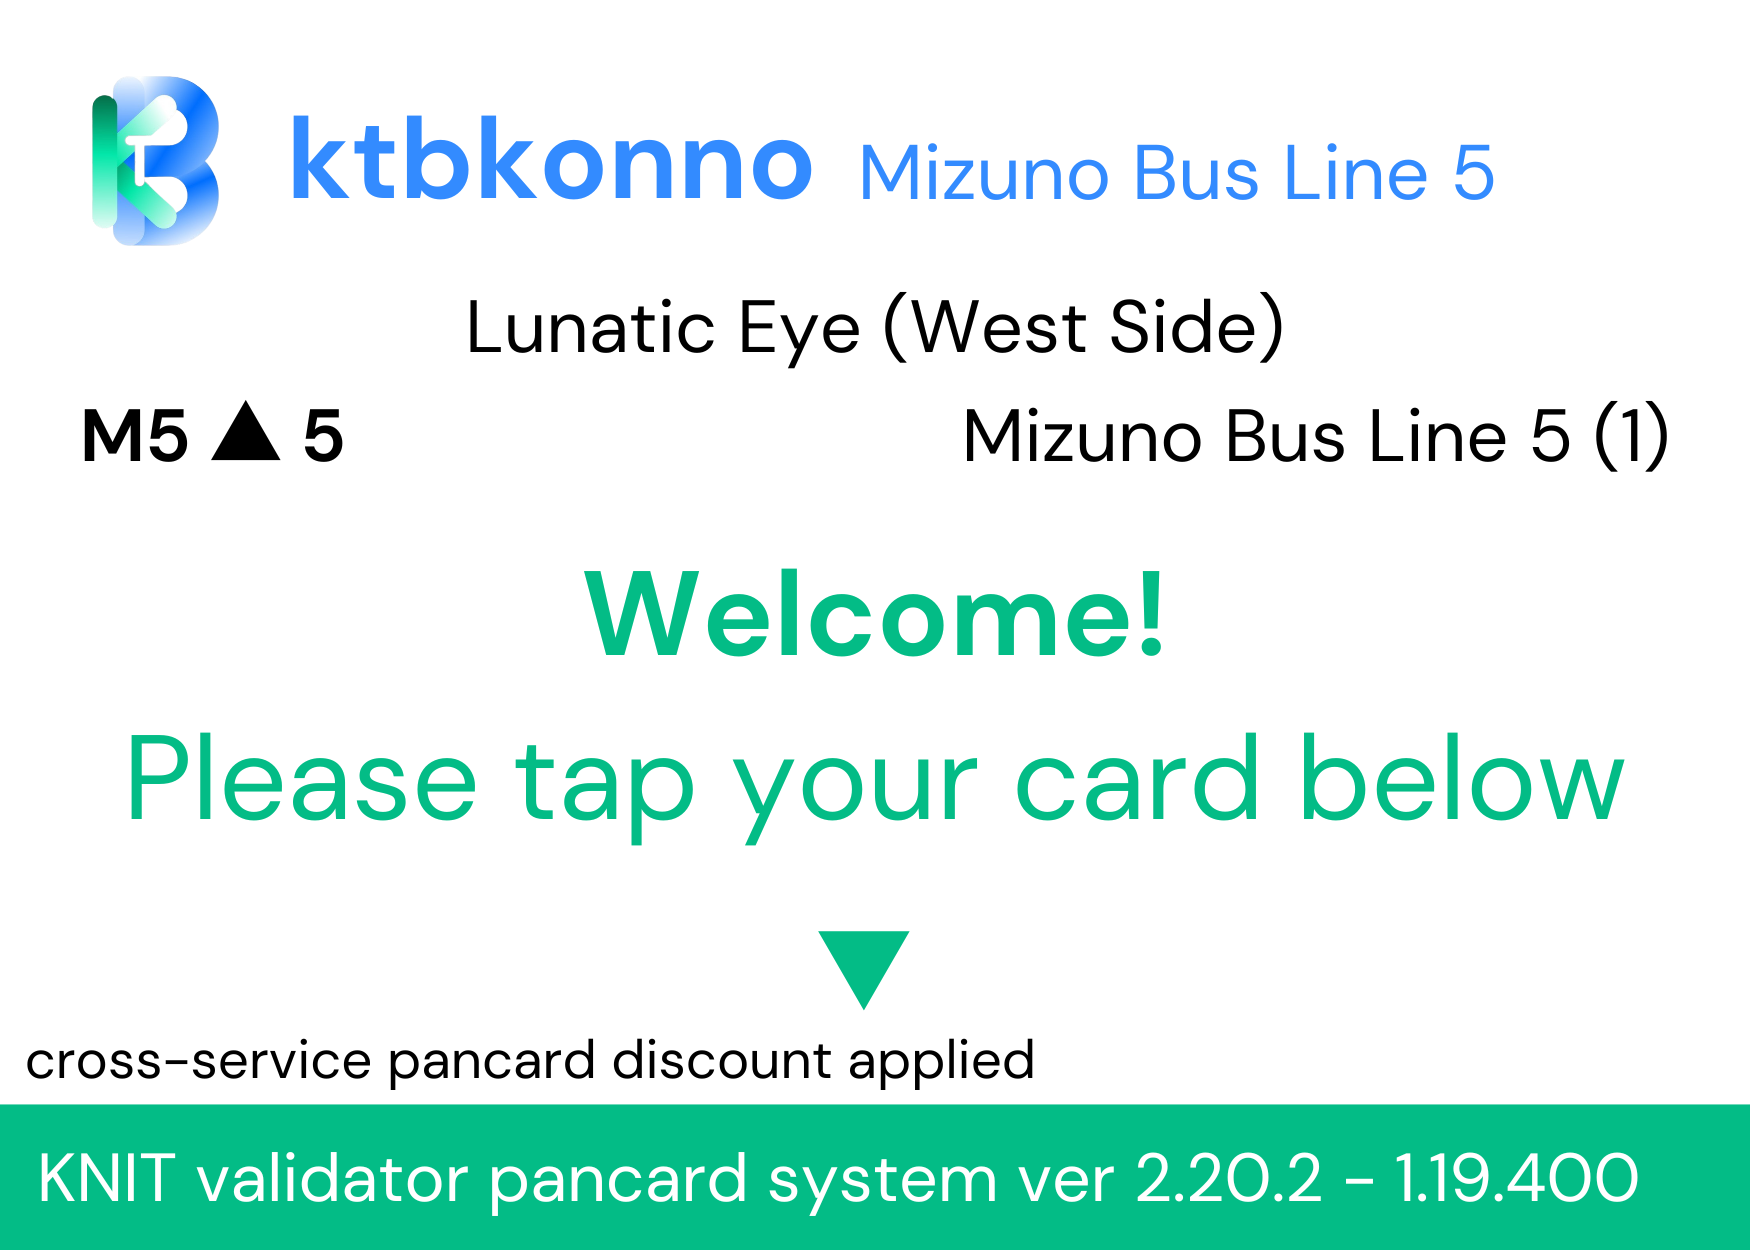 ktbkonno Mizuno Bus Line 5
Lunatic Eye (West Side)
M5 ▲ 5 Mizuno Bus Line 5 (1)
Welcome!
Please tap your card below
▼
cross-service pancard discount applied
KNIT validator pancard system ver 2.20.2 - 1.19.400